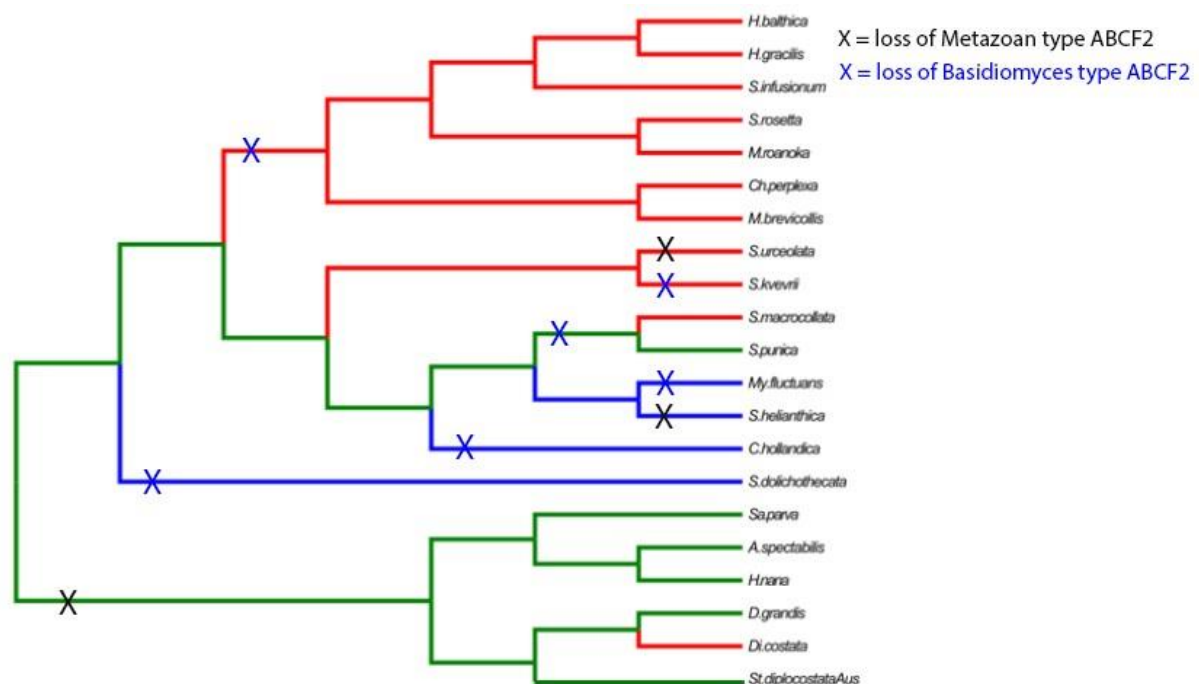 H.balthica
H.gracilis
S.infusionum
S.rosetta
M.roanoka
Ch.perplexa
M.brevicollis
S.urceolata
S.kvevrii
S.macrocollata
S.punica
My.fluctuans
S.helianthica
C.hollandica
S.dolichothecata
Sa.parva
A.spectabilis
H.nana
D.grandis
Di.costata
St.diplocostataAus
X = loss of Metazoan type ABCF2
X = loss of Basidiomyces type ABCF2
X
X
X
X
X
X
X
X
X